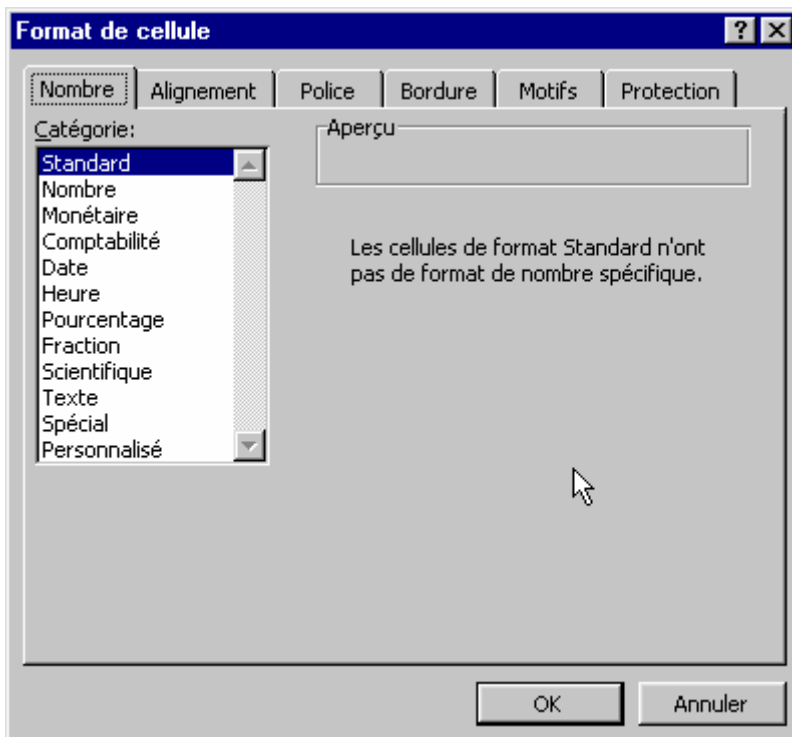 Format de cellule
Nombre Alignement Police Bordure Motifs Protection
Catégorie:
Aperçu
Standard
Nombre
Monétaire
Comptabilité
Date
Heure
Pourcentage
Fraction
Scientifique
Texte
Spécial
Personnalisé
Les cellules de format Standard n'ont
pas de format de nombre spécifique.
OK Annuler